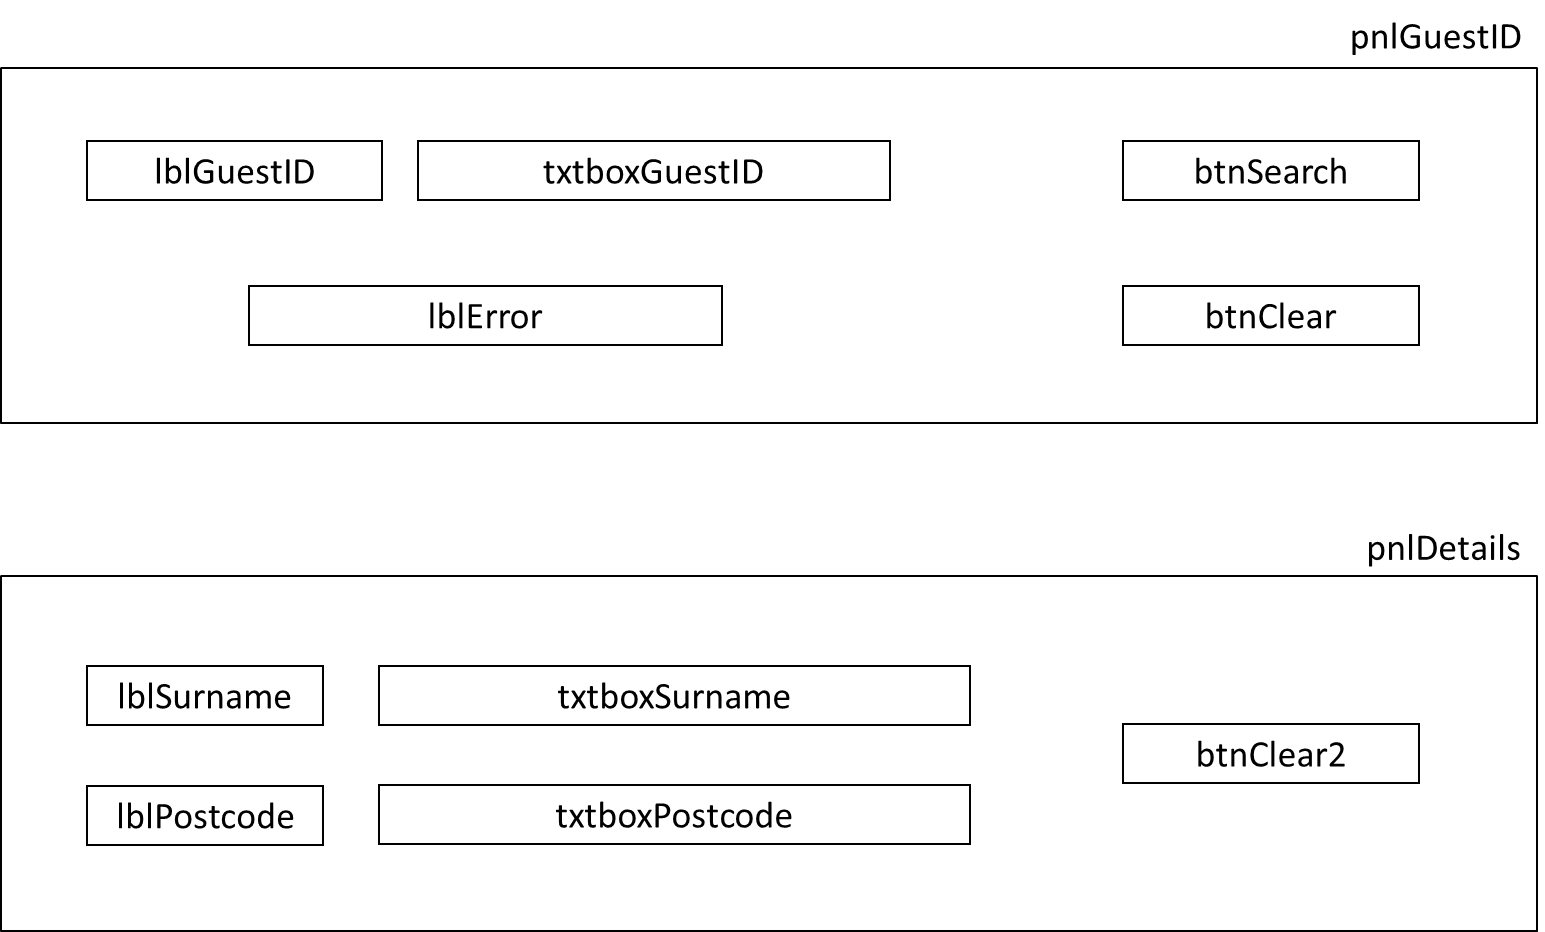 pnlGuestID
lblGuestID
txtboxGuestID
btnSearch
lblError
btnClear
pnlDetails
lblSurname
txtboxSurname
btnClear2
lblPostcode
txtboxPostcode